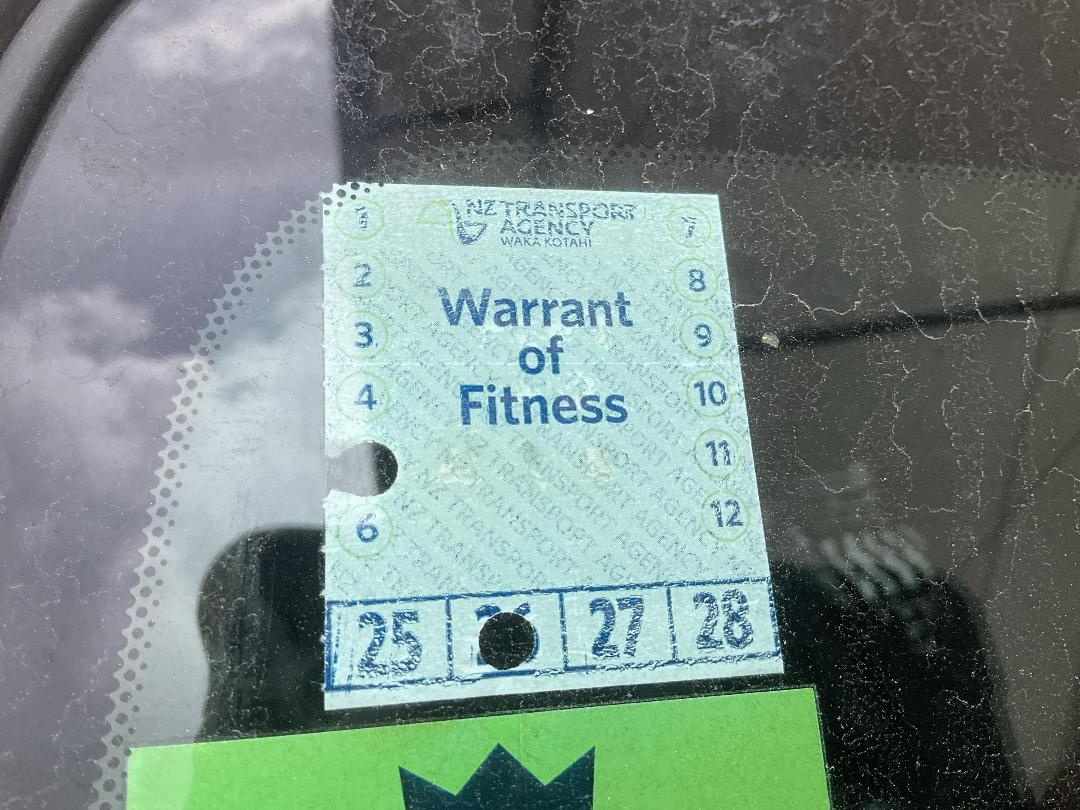 NZ TRANSPORT
AGENCY
WAKA KOTAHI
Warrant
of
Fitness
1
2
3
4
6
7
8
9
10
11
12
25 26 27 28